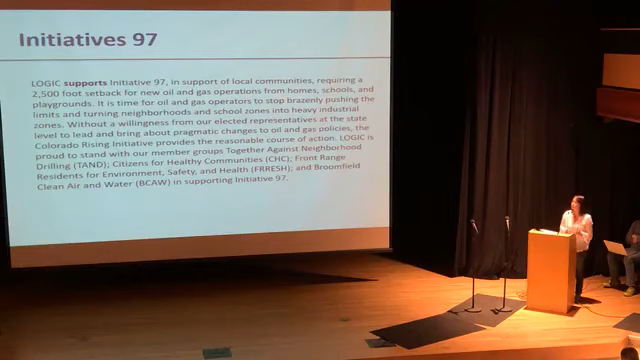 Initiatives 97
LOGIC supports Initiative 97, in support of local communities, requiring a
2,500 foot setback for new oil and gas operations from homes, schools, and
playgrounds. It is time for oil and gas operators to stop brazenly pushing the
limits and turning neighborhoods and school zones into heavy industrial
zones. Without a willingness from our elected representatives at the state
level to lead and bring about pragmatic changes to oil and gas policies, the
Colorado Rising Initiative provides the reasonable course of action. LOGIC is
proud to stand with our member groups Together Against Neighborhood
Drilling (TAND); Citizens for Healthy Communities (CHC); Front Range
Residents for Environment, Safety, and Health (FRRESH); and Broomfield
Clean Air and Water (BCAW) in supporting Initiative 97.